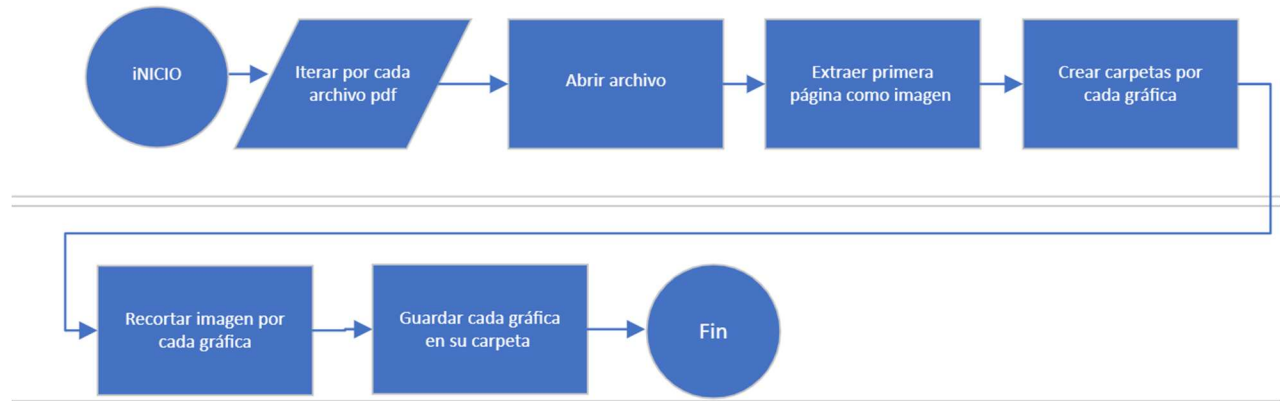 iNICIO
Iterar por cada
archivo pdf
Abrir archivo
Extraer primera
página como imagen
Crear carpetas por
cada gráfica
Recortar imagen por
cada gráfica
Guardar cada gráfica
en su carpeta
Fin